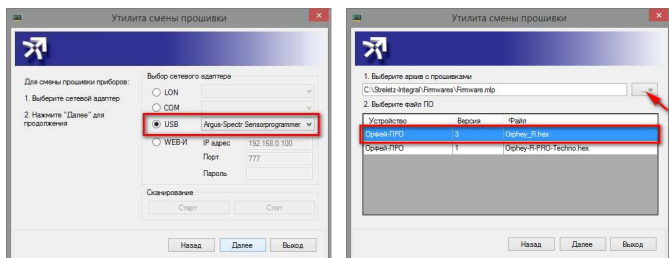 Утилита смены прошивки
Для смены прошивки приборов:
1. Выберите сетевой адаптер
2. Нажмите "Далее" для
продолжения
Выбор сетевого адаптера
LON
COM
USB Argus-Spectr Sensorprogrammer
WEB-И IP адрес 192.168.0.100
Порт 777
Пароль
Сканирование
Старт Стоп
Назад Далее Выход
Утилита смены прошивки
1. Выберите архив с прошивками
C:\Streletz-Integral\Firmwares\Firmware.mlp ...
2. Выберите файл ПО
Устройство Версия Файл
Орфей-ПРО 3 Orphey_R.hex
Орфей-ПРО 1 Orphey-R-PRO-Techno.hex
Назад Далее Выход